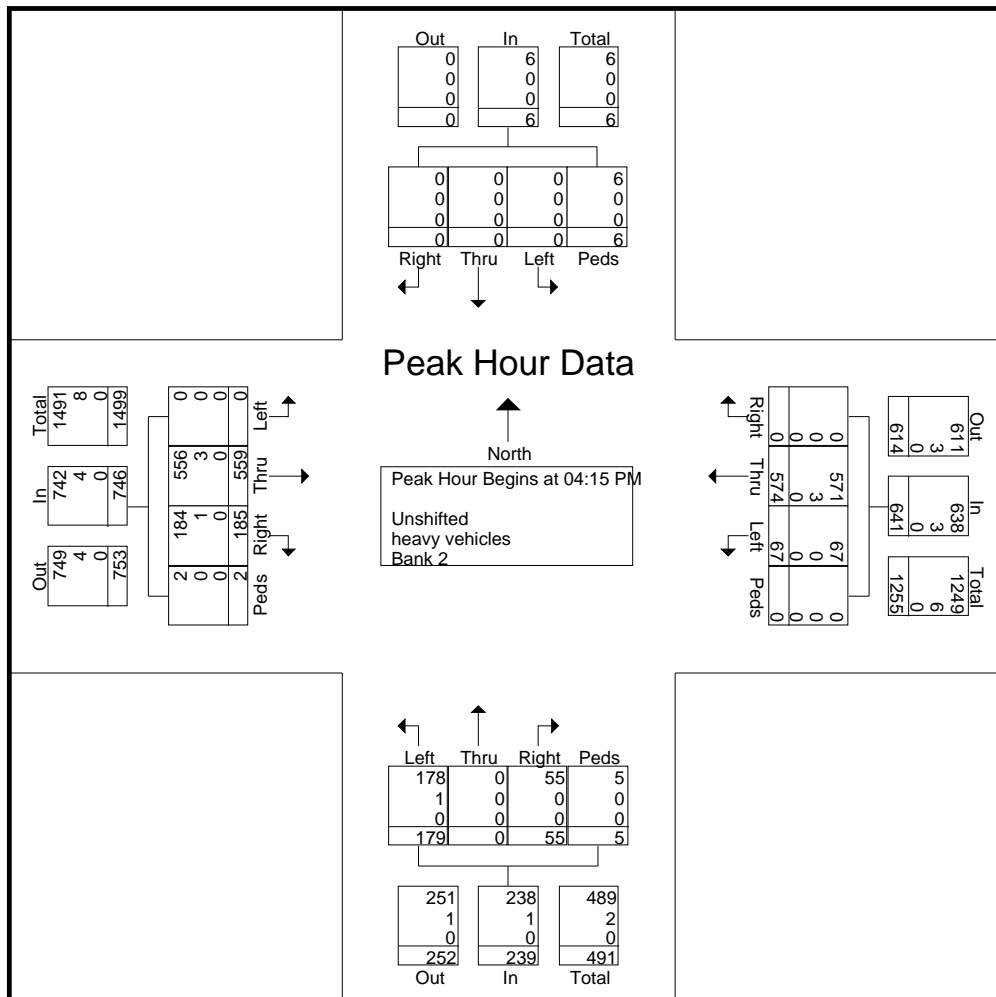 Out In Total
0 6 6
0 0 0
0 0 0
0 6 6
0 0 0 6
0 0 0 0
0 0 0 0
0 0 0 6
Right Thru Left Peds
Peak Hour Data
North
Peak Hour Begins at 04:15 PM
Unshifted
heavy vehicles
Bank 2
Total
1491
8
0
1499
In
742
4
0
746
Out
749
4
0
753
0
0
0
0
Left
556
3
0
559
Thru
184
1
0
185
Right
2
0
0
2
Peds
Right
0
0
0
0
Thru
574
0
3
571
Left
67
0
0
67
Peds
0
0
0
0
Out
611
3
0
614
In
638
3
0
641
Total
1249
6
0
1255
Left Thru Right Peds
178 0 55 5
1 0 0 0
0 0 0 0
179 0 55 5
251 238 489
1 1 2
0 0 0
252 239 491
Out In Total